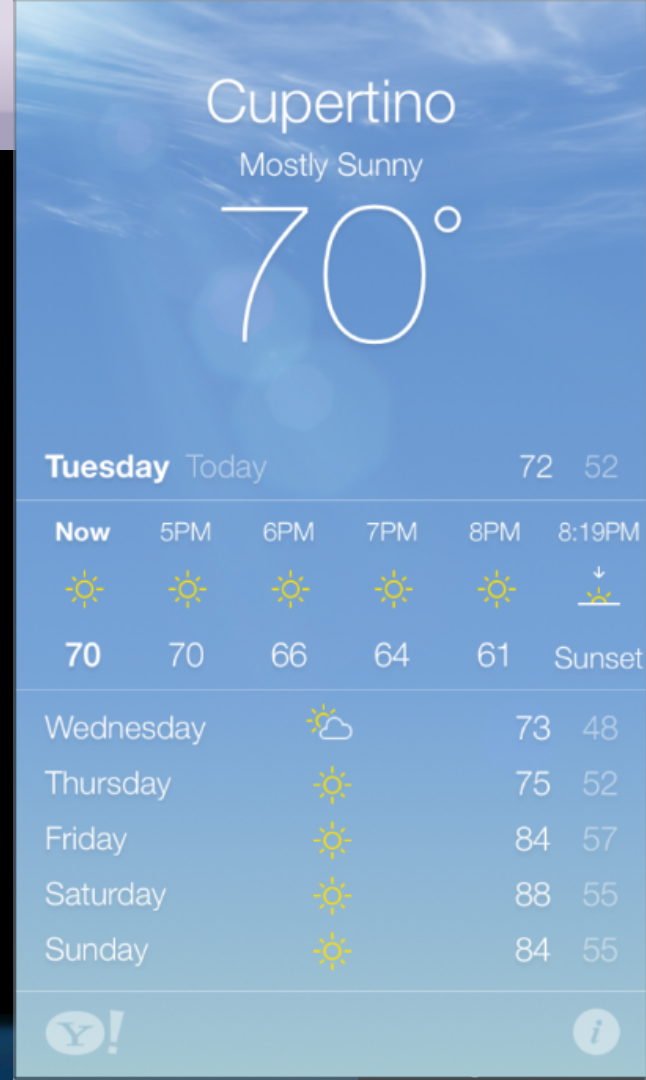 Cupertino
Mostly Sunny
70°
Tuesday Today 72 52
Now 5PM 6PM 7PM 8PM 8:19PM
70 70 66 64 61 Sunset
Wednesday 73 48
Thursday 75 52
Friday 84 57
Saturday 88 55
Sunday 84 55
Y! i